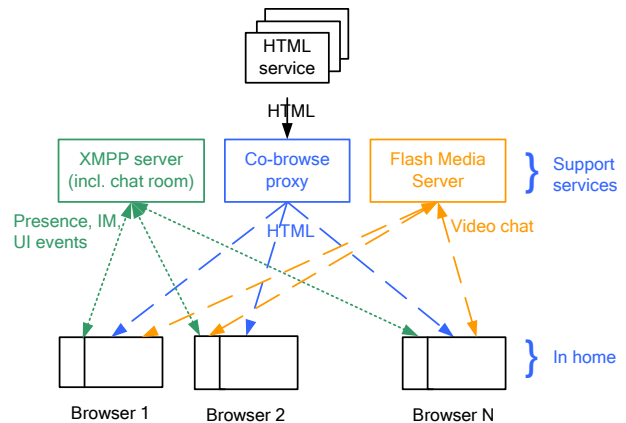 HTML
service
HTML
XMPP server
(incl. chat room)
Co-browse
proxy
Flash Media
Server
Support
services
Presence, IM,
UI events
HTML
Video chat
In home
Browser 1
Browser 2
Browser N